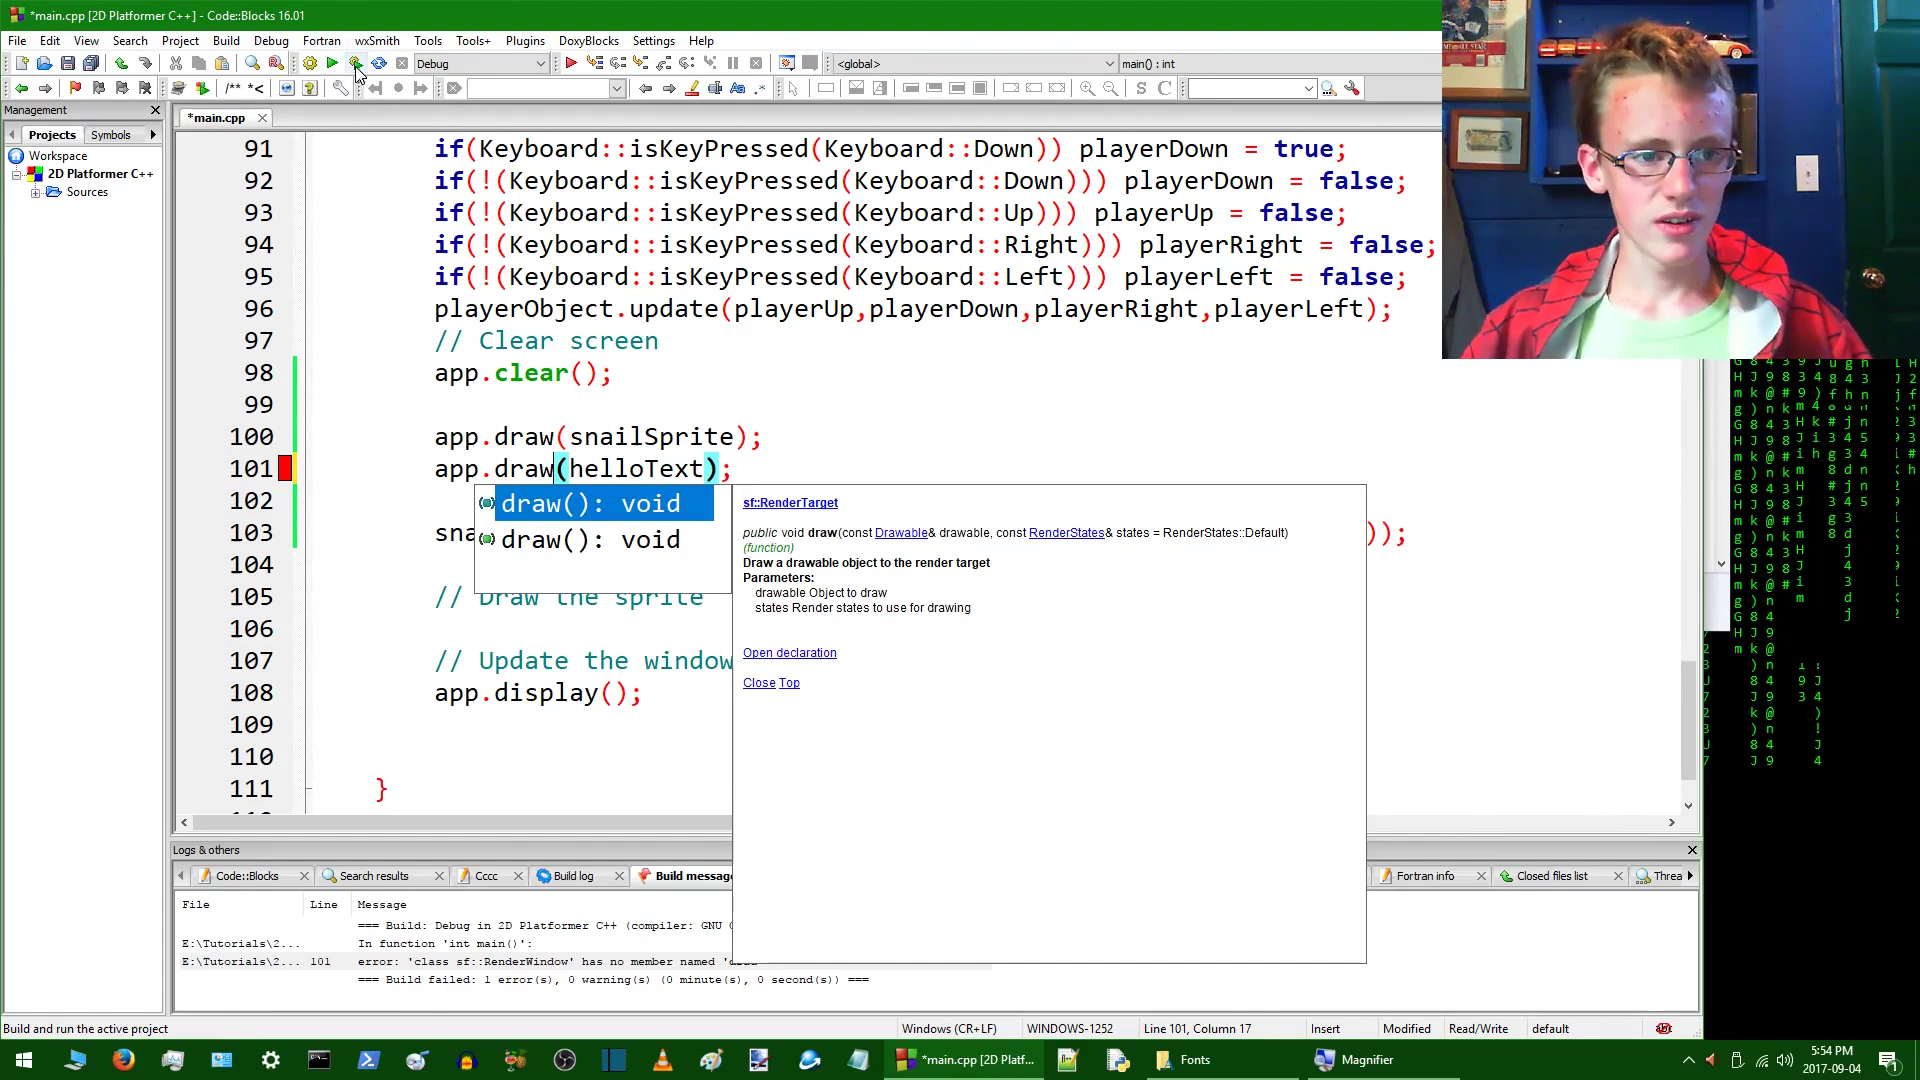 *main.cpp [2D Platformer C++] - Code::Blocks 16.01
File Edit View Search Project Build Debug Fortran wxSmith Tools Tools+ Plugins DoxyBlocks Settings Help
Debug
<global>
main() : int
/** *<
Management
Projects
Symbols
*main.cpp
Workspace
2D Platformer C++
Sources
91 if(Keyboard::isKeyPressed(Keyboard::Down)) playerDown = true;
92 if(!(Keyboard::isKeyPressed(Keyboard::Down))) playerDown = false;
93 if(!(Keyboard::isKeyPressed(Keyboard::Up))) playerUp = false;
94 if(!(Keyboard::isKeyPressed(Keyboard::Right))) playerRight = false;
95 if(!(Keyboard::isKeyPressed(Keyboard::Left))) playerLeft = false;
96 playerObject.update(playerUp,playerDown,playerRight,playerLeft);
97 // Clear screen
98 app.clear();
99
100 app.draw(snailSprite);
101 app.draw(helloText);
102
103 sna ));
104
105 // Draw the sprite
106
107 // Update the window
108 app.display();
109
110
111 }
draw(): void
draw(): void
sf::RenderTarget
public void draw(const Drawable& drawable, const RenderStates& states = RenderStates::Default)
(function)
Draw a drawable object to the render target
Parameters:
drawable Object to draw
states Render states to use for drawing
Open declaration
Close Top
Logs & others
Code::Blocks
Search results
Cccc
Build log
Build message
Fortran info
Closed files list
Threa
File Line Message
=== Build: Debug in 2D Platformer C++ (compiler: GNU
E:\Tutorials\2... In function 'int main()':
E:\Tutorials\2... 101 error: 'class sf::RenderWindow' has no member named
=== Build failed: 1 error(s), 0 warning(s) (0 minute(s), 0 second(s)) ===
Build and run the active project
Windows (CR+LF)
WINDOWS-1252
Line 101, Column 17
Insert
Modified
Read/Write
default
*main.cpp [2D Platf...
Fonts
Magnifier
5:54 PM
2017-09-04